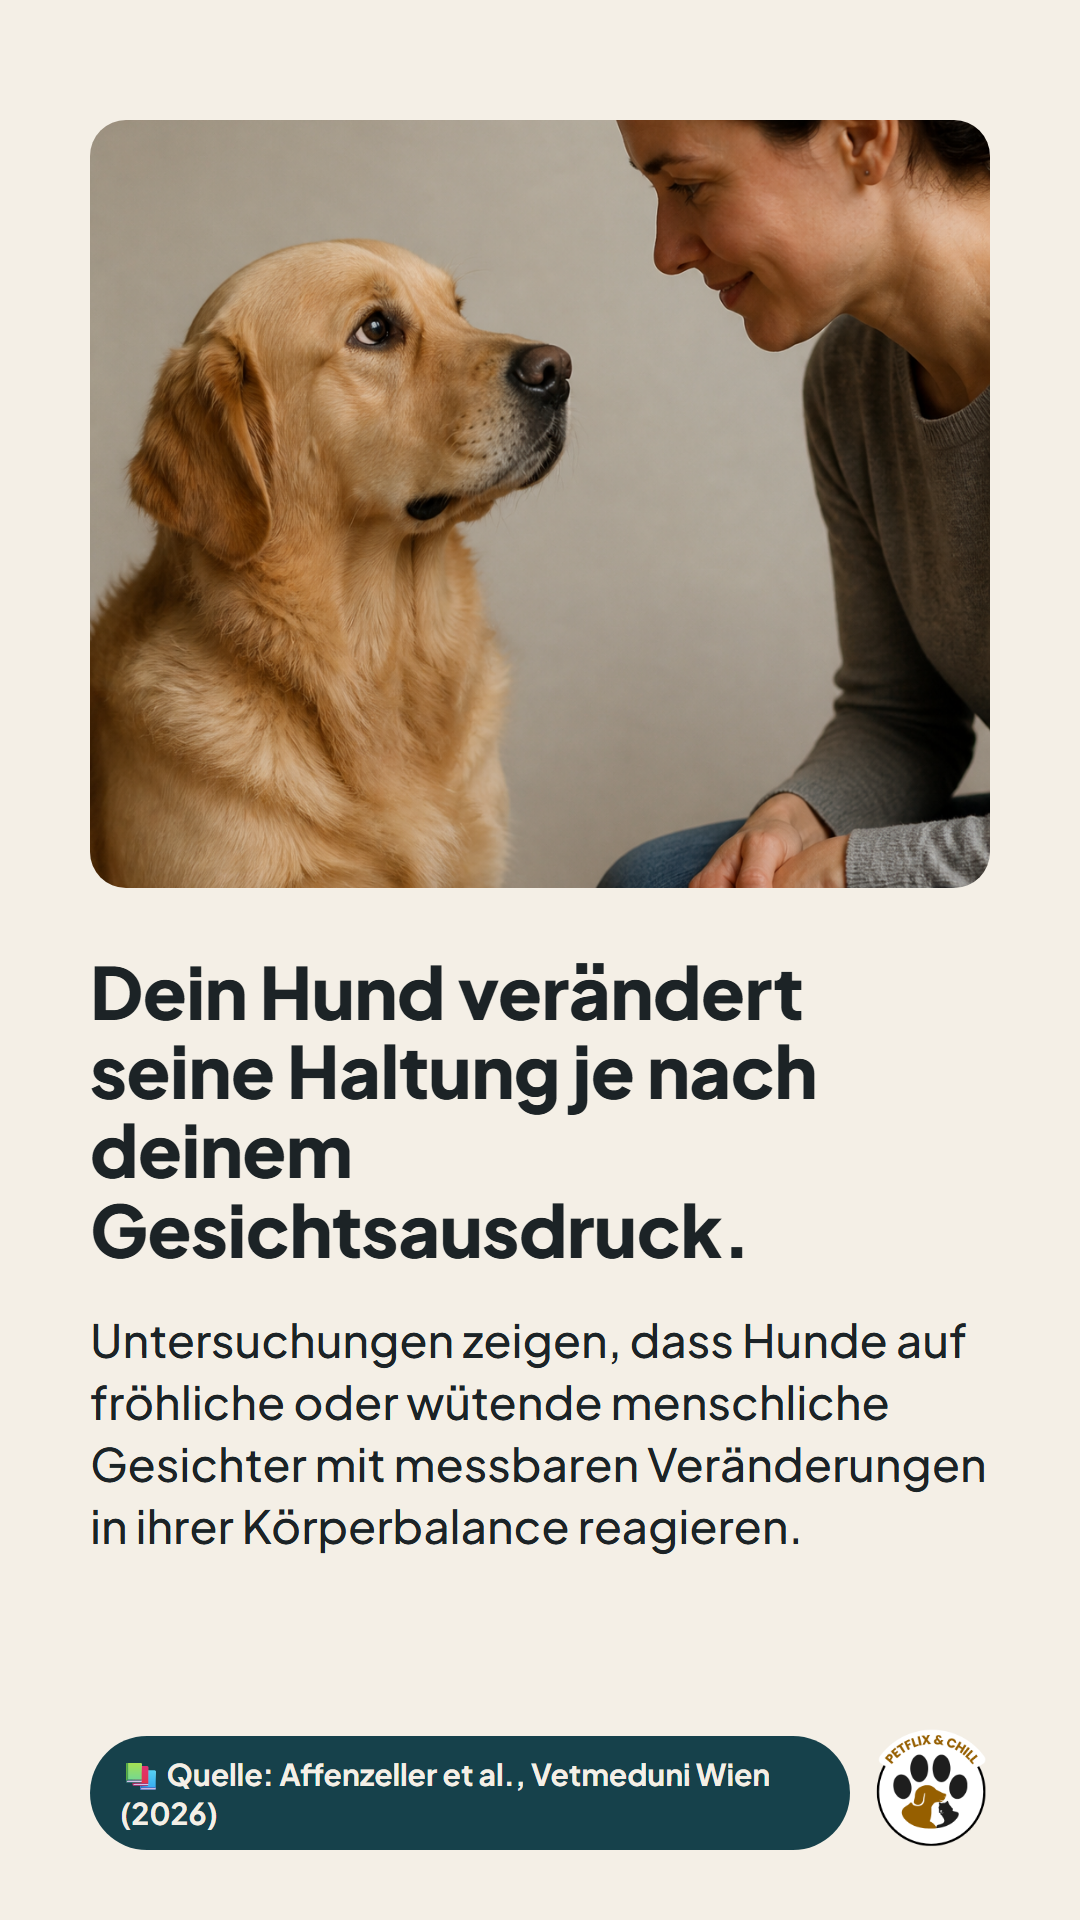 Dein Hund verändert
seine Haltung je nach
deinem
Gesichtsausdruck.
Untersuchungen zeigen, dass Hunde auf
fröhliche oder wütende menschliche
Gesichter mit messbaren Veränderungen
in ihrer Körperbalance reagieren.
Quelle: Affenzeller et al., Vetmeduni Wien
(2026)
PETFLIX & CHILL